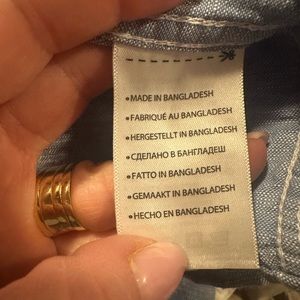 •MADE IN BANGLADESH
•FABRIQUÉ AU BANGLADESH
•HERGESTELLT IN BANGLADESH
•СДЕЛАНО В БАНГЛАДЕШ
•FATTO IN BANGLADESH
•GEMAAKT IN BANGLADESH
•HECHO EN BANGLADESH